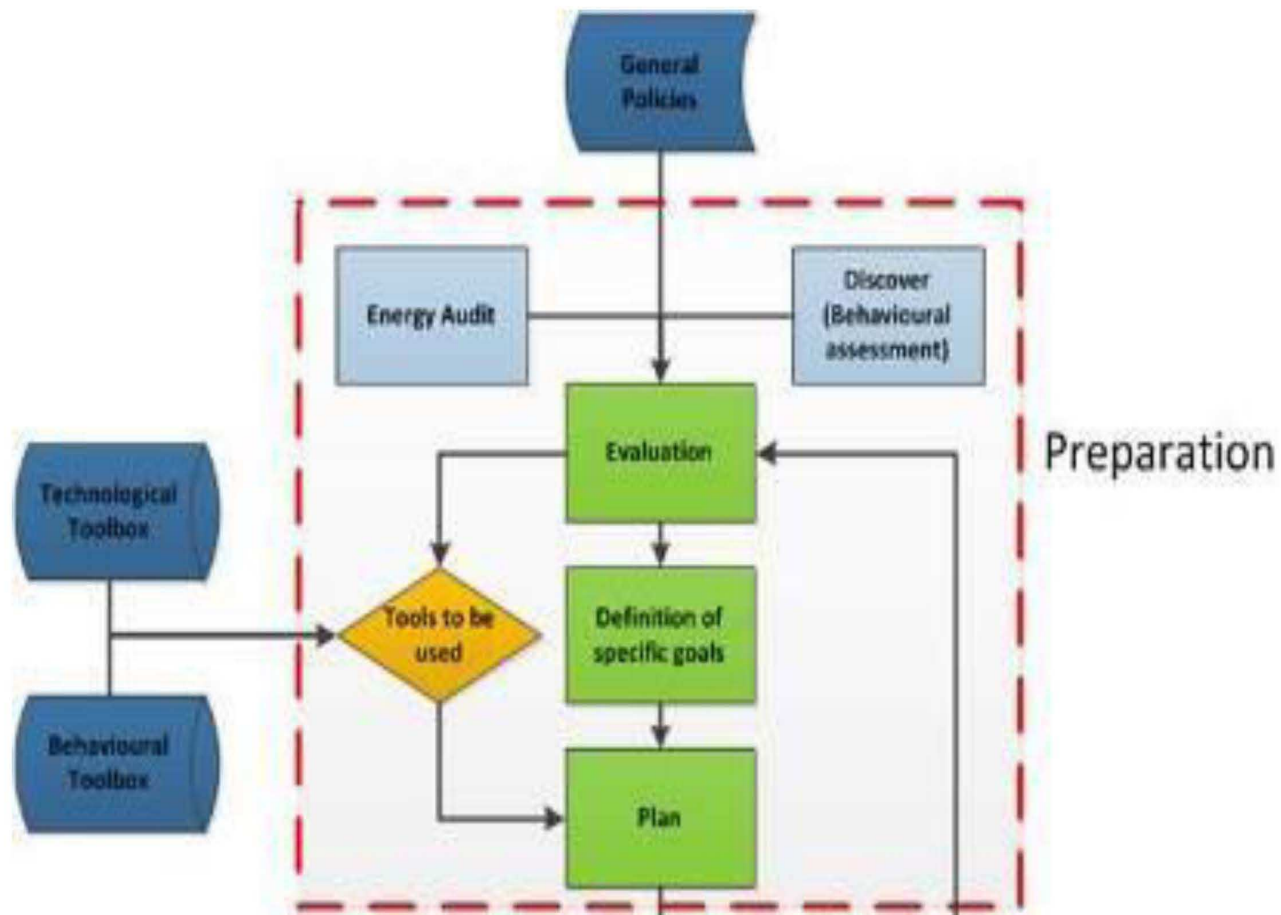 General
Policies
Energy Audit
Discover
(Behavioural
assessment)
Evaluation
Preparation
Technological
Toolbox
Tools to be
used
Definition of
specific goals
Behavioural
Toolbox
Plan